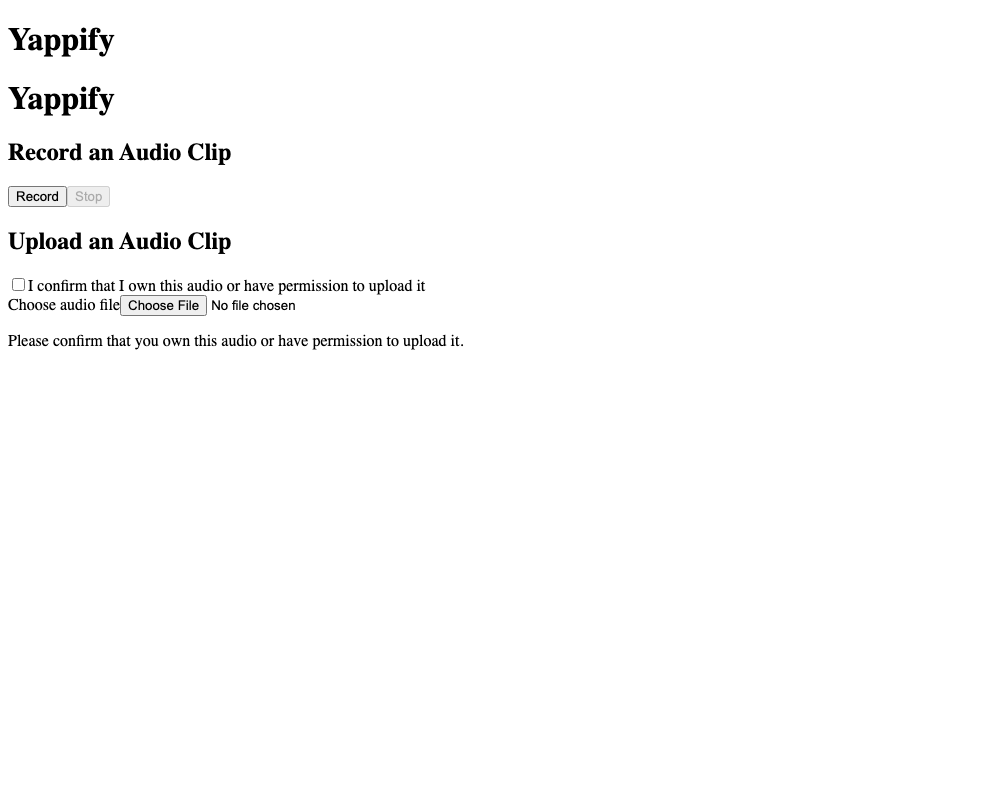 Yappify
Yappify
Record an Audio Clip
Record Stop
Upload an Audio Clip
I confirm that I own this audio or have permission to upload it
Choose audio file Choose File No file chosen
Please confirm that you own this audio or have permission to upload it.